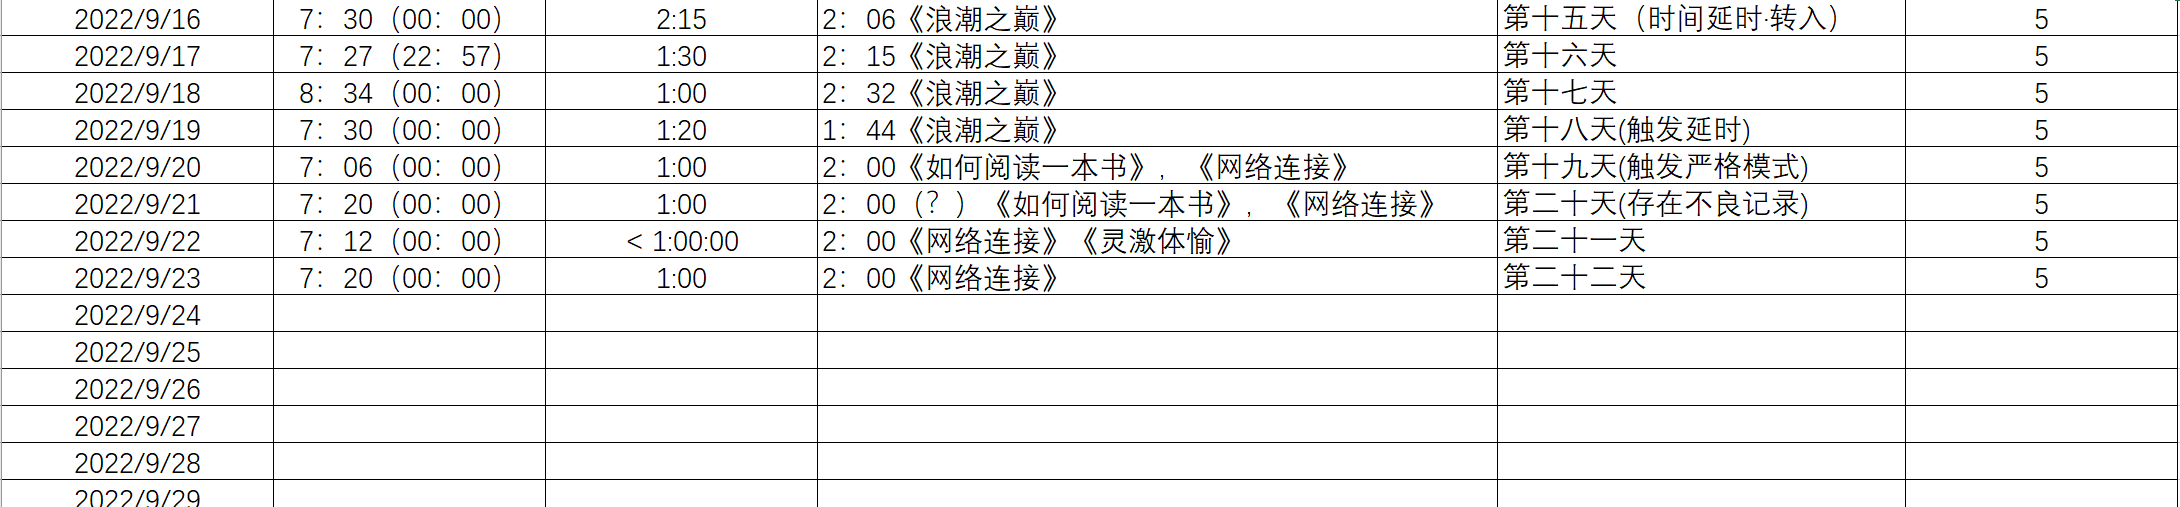 2022/9/16 7：30（00：00） 2:15 2：06《浪潮之巅》 第十五天（时间延时·转入） 5
2022/9/17 7：27（22：57） 1:30 2：15《浪潮之巅》 第十六天 5
2022/9/18 8：34（00：00） 1:00 2：32《浪潮之巅》 第十七天 5
2022/9/19 7：30（00：00） 1:20 1：44《浪潮之巅》 第十八天(触发延时) 5
2022/9/20 7：06（00：00） 1:00 2：00《如何阅读一本书》，《网络连接》 第十九天(触发严格模式) 5
2022/9/21 7：20（00：00） 1:00 2：00（？）《如何阅读一本书》，《网络连接》 第二十天(存在不良记录) 5
2022/9/22 7：12（00：00） < 1:00:00 2：00《网络连接》《灵激体愉》 第二十一天 5
2022/9/23 7：20（00：00） 1:00 2：00《网络连接》 第二十二天 5
2022/9/24
2022/9/25
2022/9/26
2022/9/27
2022/9/28
2022/9/29